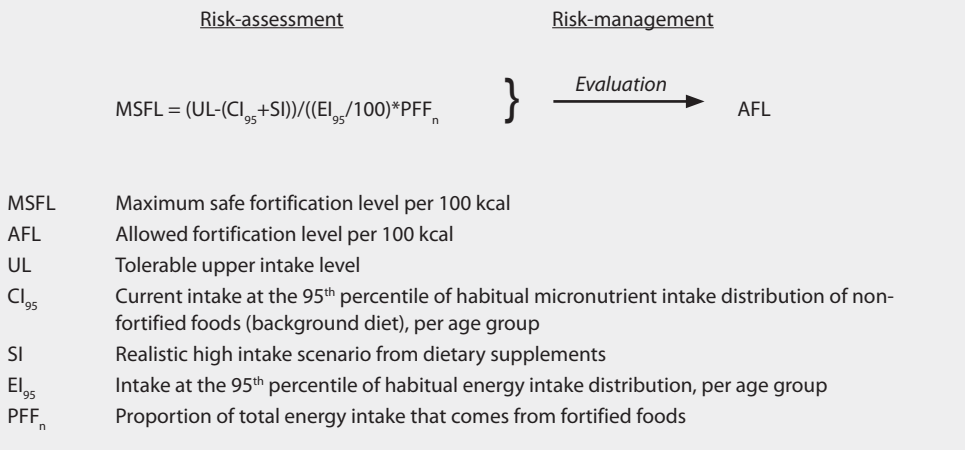 Risk-assessment Risk-management
MSFL = (UL-(CI₉₅+SI))/((EI₉₅/100)*PFFₙ } Evaluation AFL
MSFL Maximum safe fortification level per 100 kcal
AFL Allowed fortification level per 100 kcal
UL Tolerable upper intake level
CI₉₅ Current intake at the 95ᵗʰ percentile of habitual micronutrient intake distribution of non-
fortified foods (background diet), per age group
SI Realistic high intake scenario from dietary supplements
EI₉₅ Intake at the 95ᵗʰ percentile of habitual energy intake distribution, per age group
PFFₙ Proportion of total energy intake that comes from fortified foods